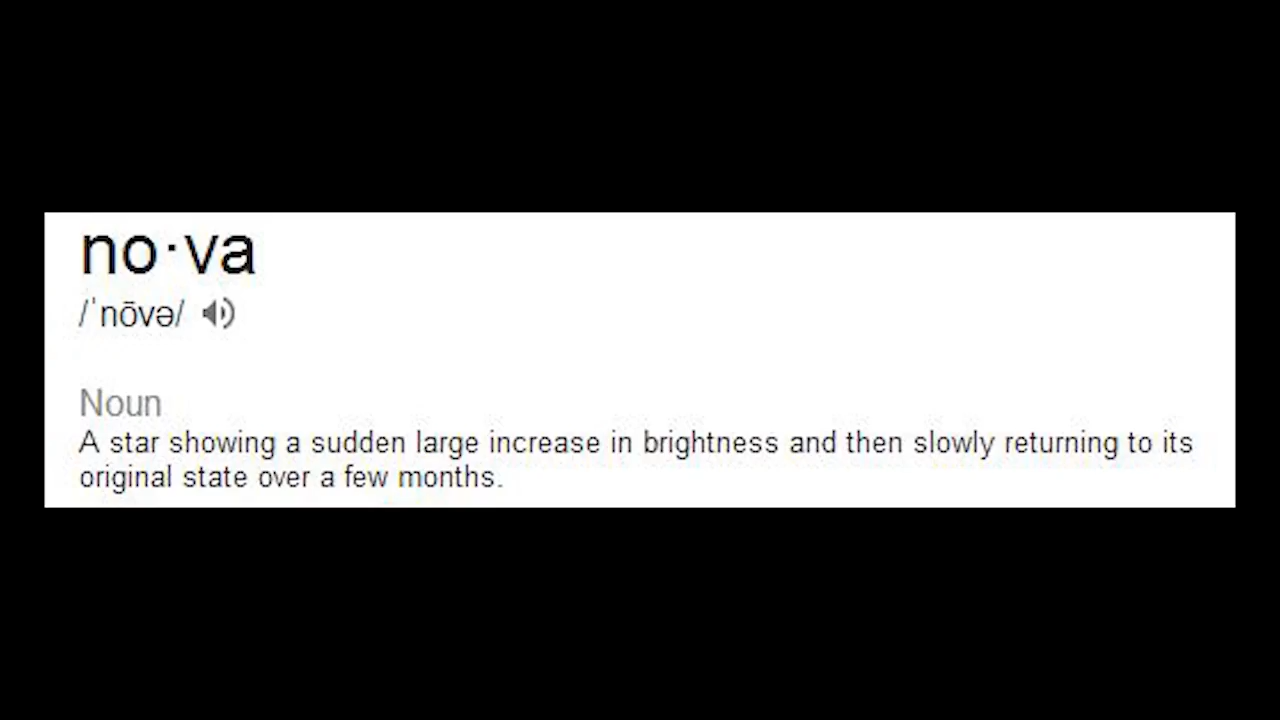 no·va
/ˈnōvə/
Noun
A star showing a sudden large increase in brightness and then slowly returning to its
original state over a few months.